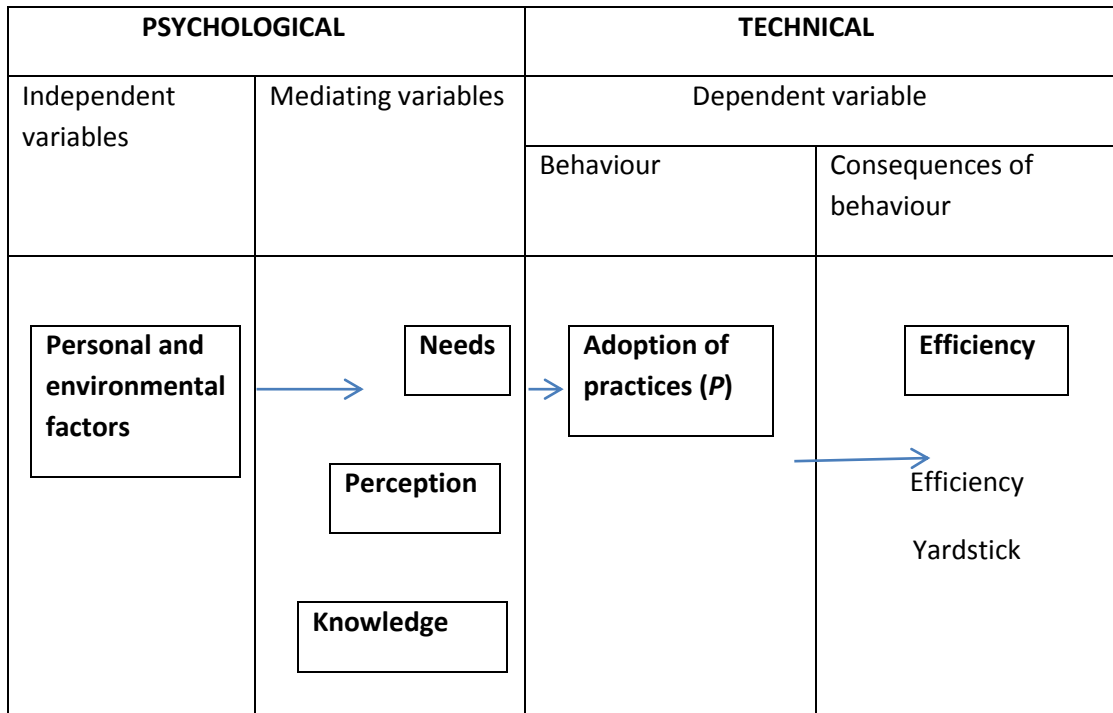 PSYCHOLOGICAL
TECHNICAL
Independent
variables
Mediating variables
Dependent variable
Behaviour
Consequences of
behaviour
Personal and
environmental
factors
Needs
Perception
Knowledge
Adoption of
practices (P)
Efficiency
Efficiency
Yardstick